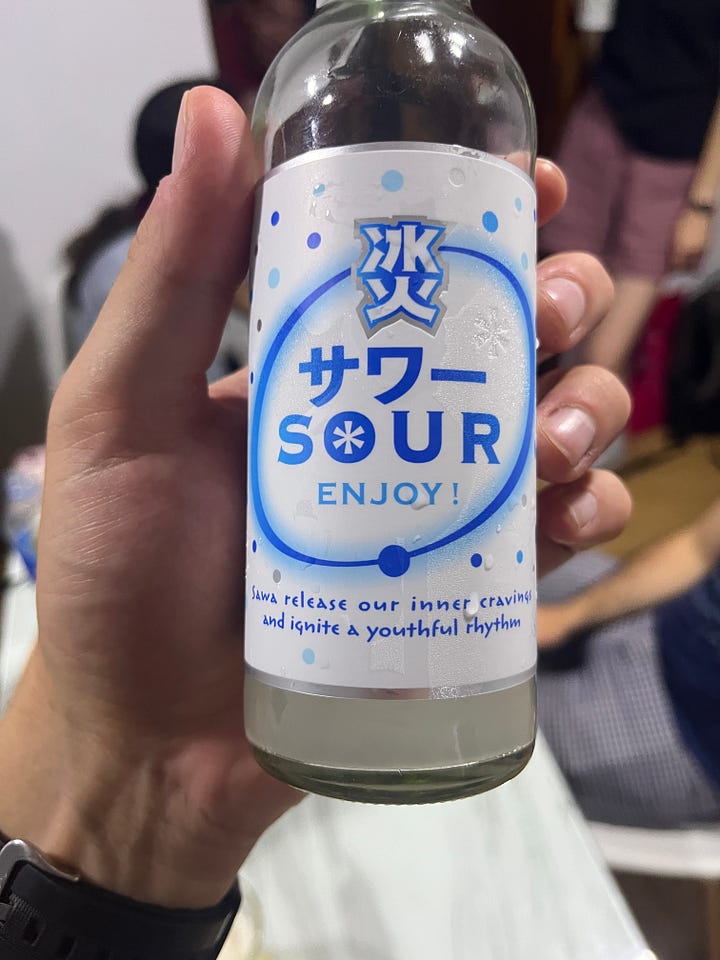 冰火
サワー
SOUR
ENJOY!
Sawa release our inner cravings
and ignite a youthful rhythm